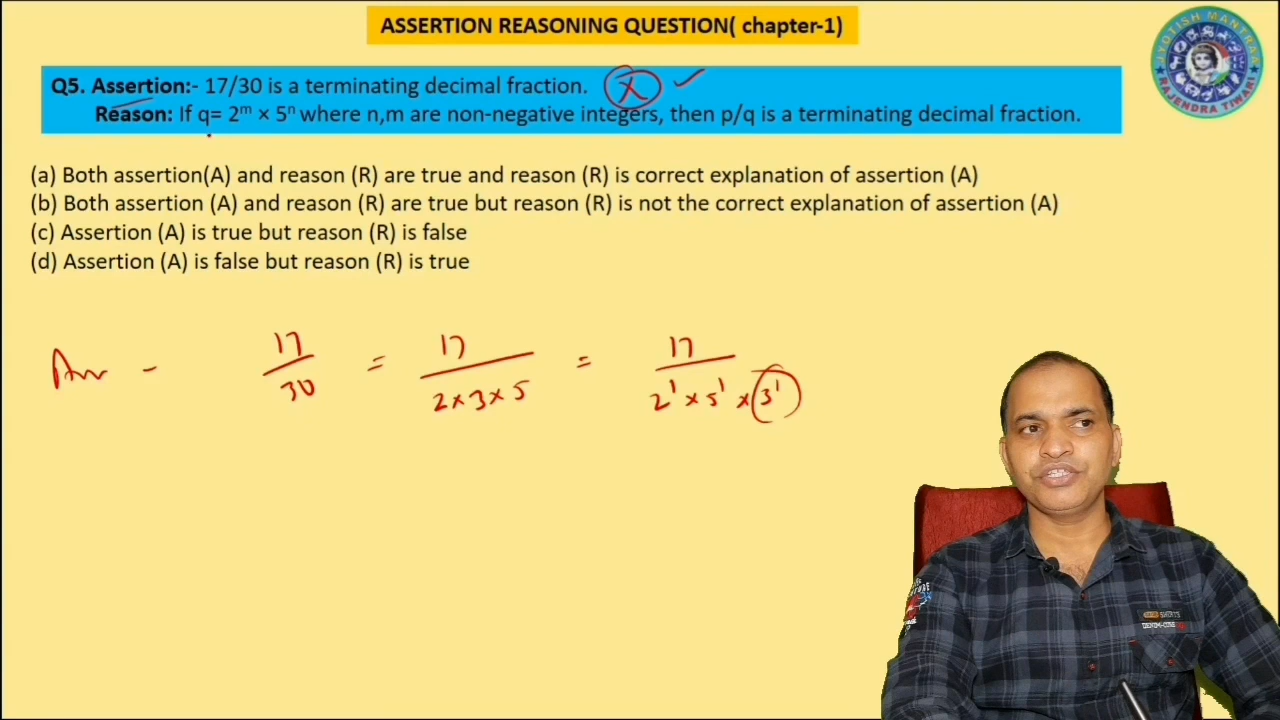 ASSERTION REASONING QUESTION( chapter-1)
JYOTISH MANTRAA
RAJENDRA TIWARI
Q5. Assertion:- 17/30 is a terminating decimal fraction. X ✓
Reason: If q= 2ᵐ × 5ⁿ where n,m are non-negative integers, then p/q is a terminating decimal fraction.
(a) Both assertion(A) and reason (R) are true and reason (R) is correct explanation of assertion (A)
(b) Both assertion (A) and reason (R) are true but reason (R) is not the correct explanation of assertion (A)
(c) Assertion (A) is true but reason (R) is false
(d) Assertion (A) is false but reason (R) is true
Ans - 17/30 = 17/2×3×5 = 17/2¹×5¹×3¹